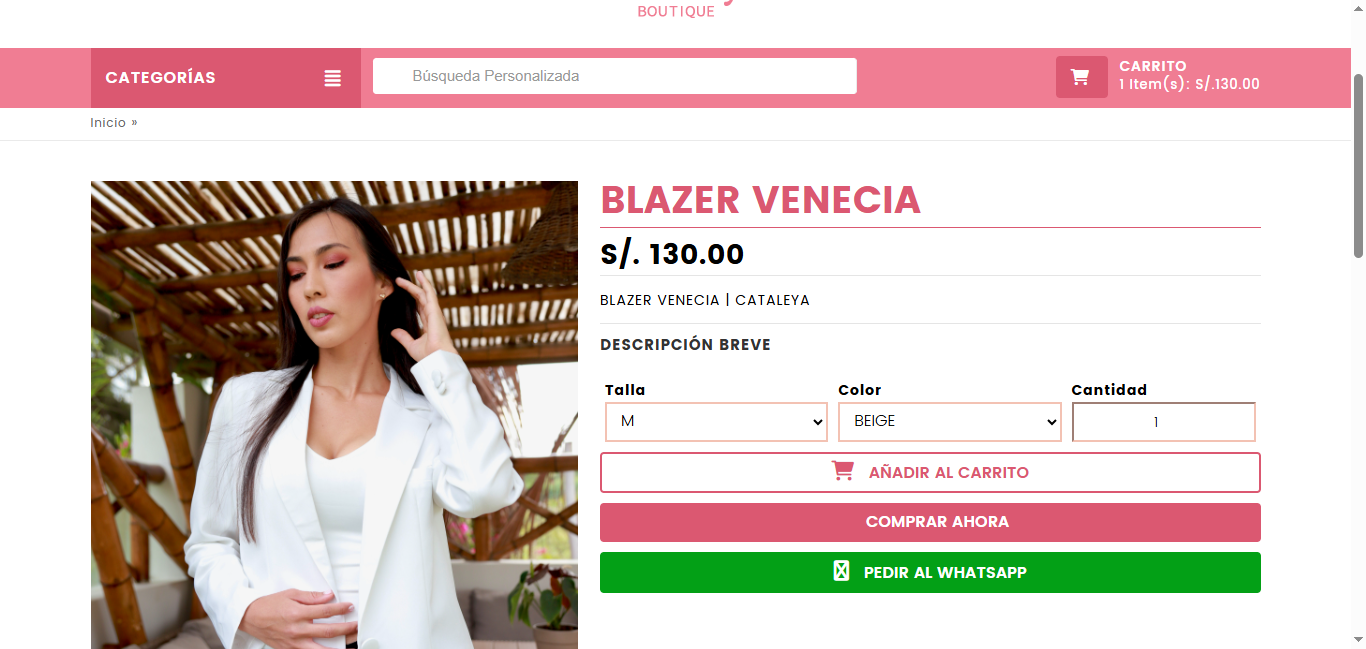 BOUTIQUE
CATEGORÍAS
Búsqueda Personalizada
CARRITO
1 Item(s): S/.130.00
Inicio »
BLAZER VENECIA
S/. 130.00
BLAZER VENECIA | CATALEYA
DESCRIPCIÓN BREVE
Talla Color Cantidad
M BEIGE 1
AÑADIR AL CARRITO
COMPRAR AHORA
PEDIR AL WHATSAPP